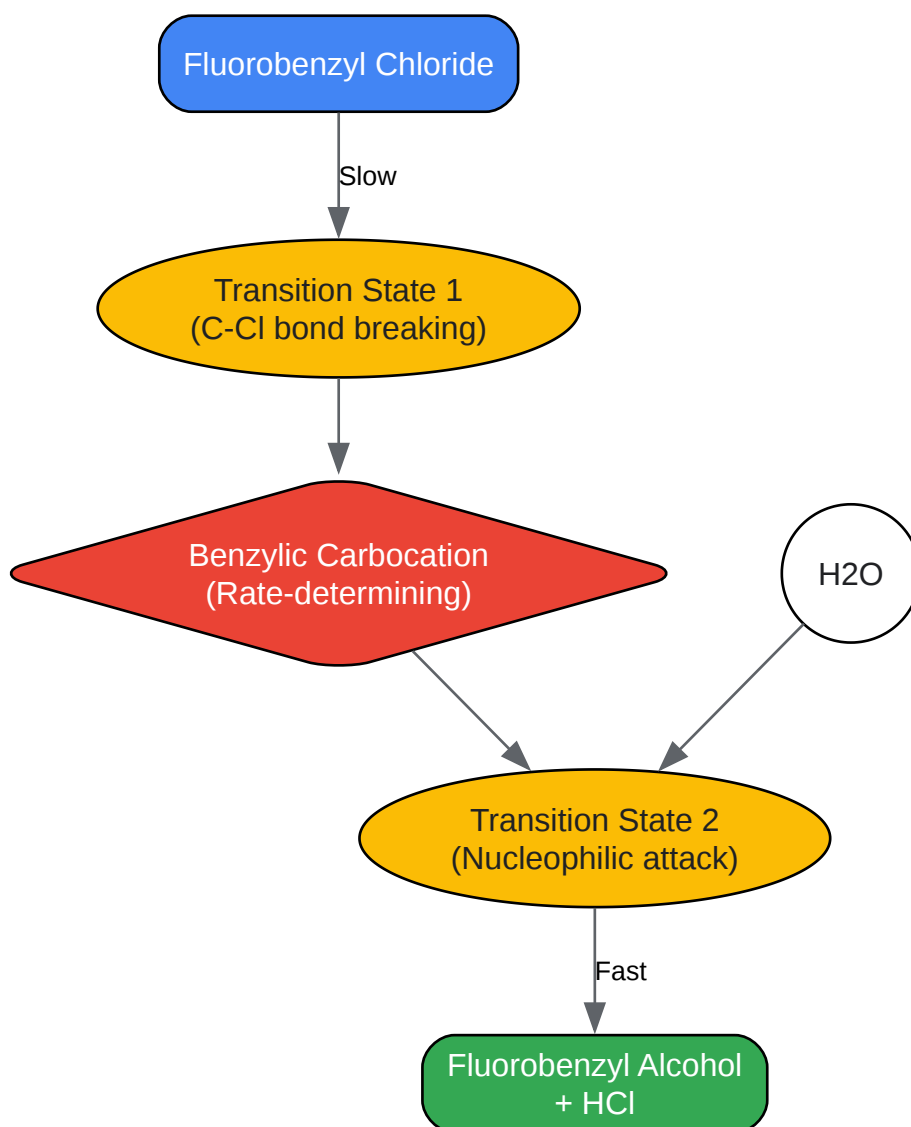 Fluorobenzyl Chloride
Slow
Transition State 1
(C-Cl bond breaking)
Benzylic Carbocation
(Rate-determining)
H2O
Transition State 2
(Nucleophilic attack)
Fast
Fluorobenzyl Alcohol
+ HCl